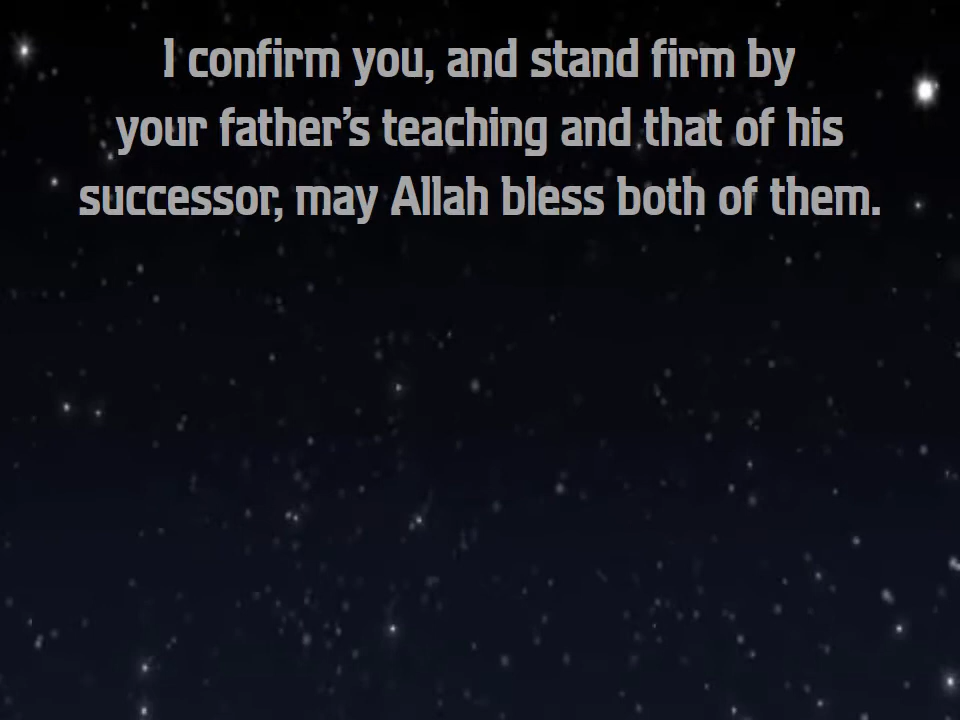 I confirm you, and stand firm by
your father’s teaching and that of his
successor, may Allah bless both of them.